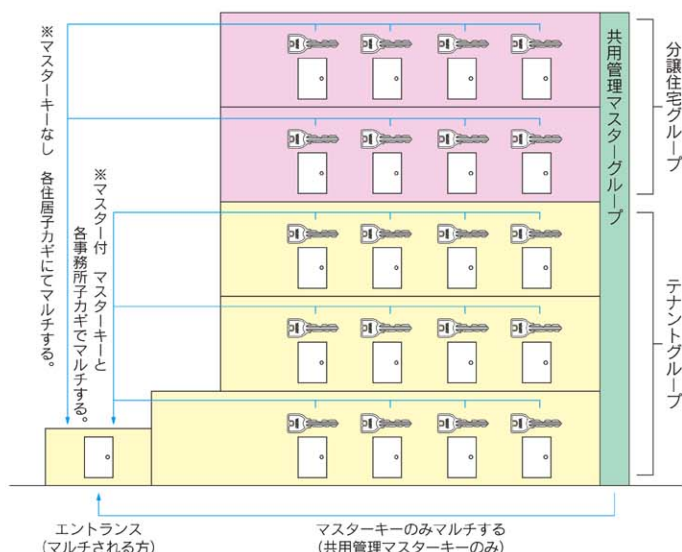 ※マスターキーなし 各住居子カギにてマルチする。
※マスター付 マスターキーと
各事務所子カギでマルチする。
共用管理マスターグループ
分譲住宅グループ
テナントグループ
エントランス
(マルチされる方)
マスターキーのみマルチする
(共用管理マスターキーのみ)